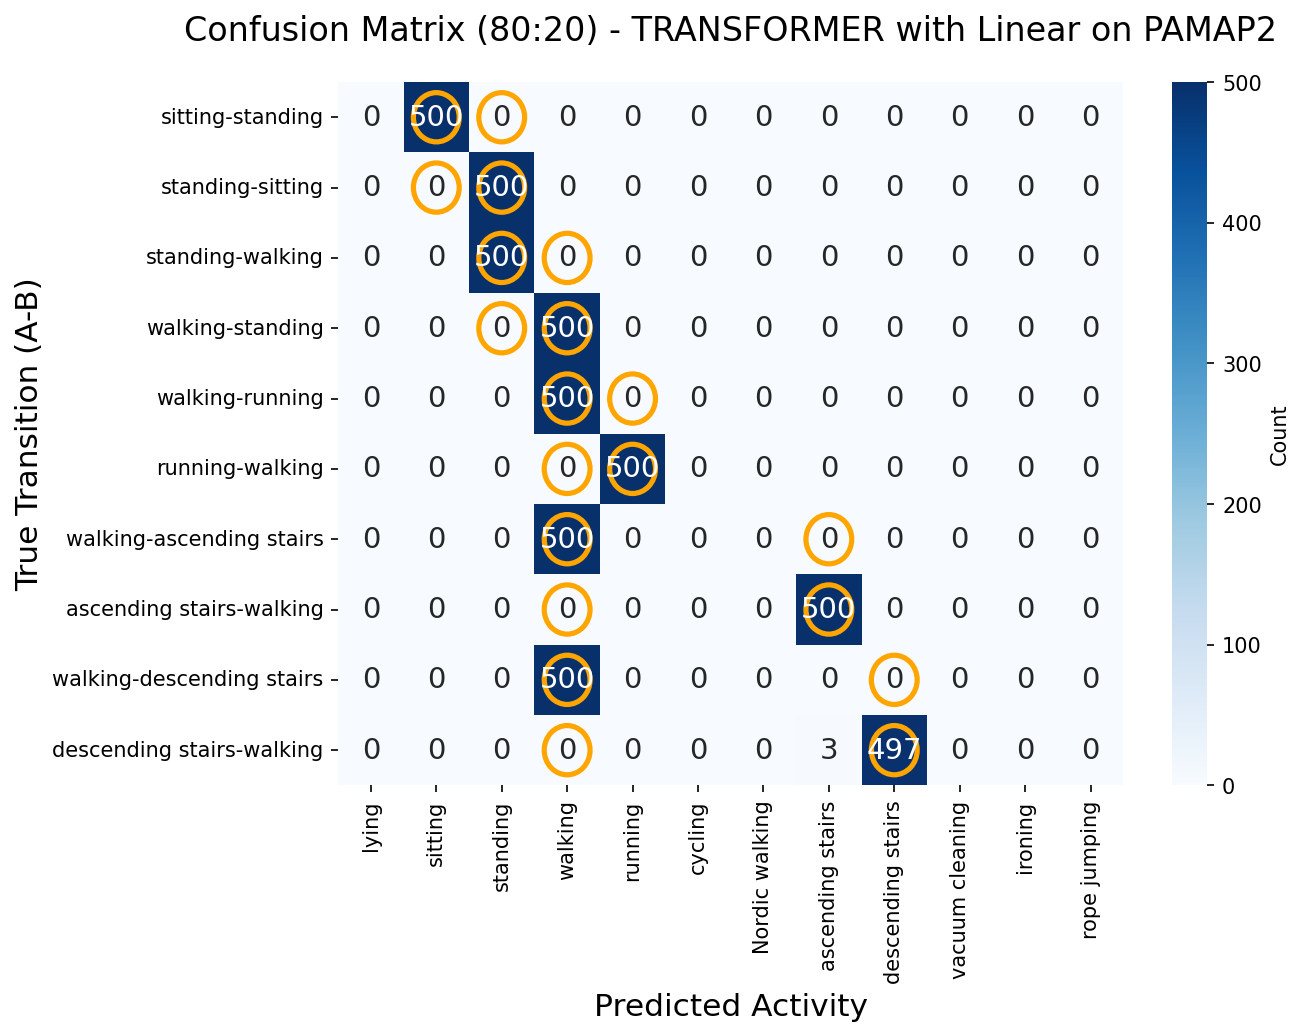 Confusion Matrix (80:20) - TRANSFORMER with Linear on PAMAP2
True Transition (A-B)
sitting-standing 0 500 0 0 0 0 0 0 0 0 0 0
standing-sitting 0 0 500 0 0 0 0 0 0 0 0 0
standing-walking 0 0 500 0 0 0 0 0 0 0 0 0
walking-standing 0 0 0 500 0 0 0 0 0 0 0 0
walking-running 0 0 0 500 0 0 0 0 0 0 0 0
running-walking 0 0 0 0 500 0 0 0 0 0 0 0
walking-ascending stairs 0 0 0 500 0 0 0 0 0 0 0 0
ascending stairs-walking 0 0 0 0 0 0 0 500 0 0 0 0
walking-descending stairs 0 0 0 500 0 0 0 0 0 0 0 0
descending stairs-walking 0 0 0 0 0 0 0 3 497 0 0 0
lying
sitting
standing
walking
running
cycling
Nordic walking
ascending stairs
descending stairs
vacuum cleaning
ironing
rope jumping
Predicted Activity
500
400
300
200
100
0
Count